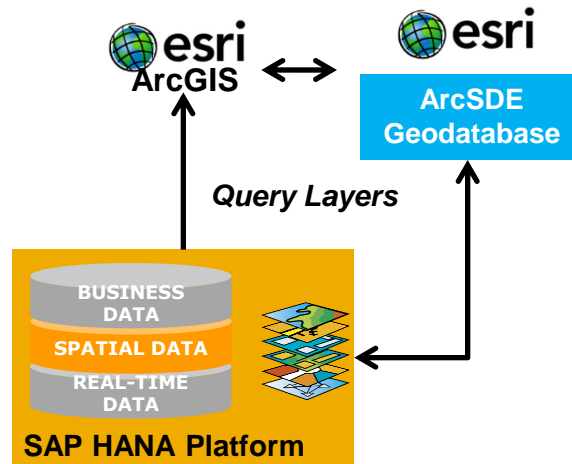 esri
ArcGIS
esri
ArcSDE
Geodatabase
Query Layers
BUSINESS
DATA
SPATIAL DATA
REAL-TIME
DATA
SAP HANA Platform